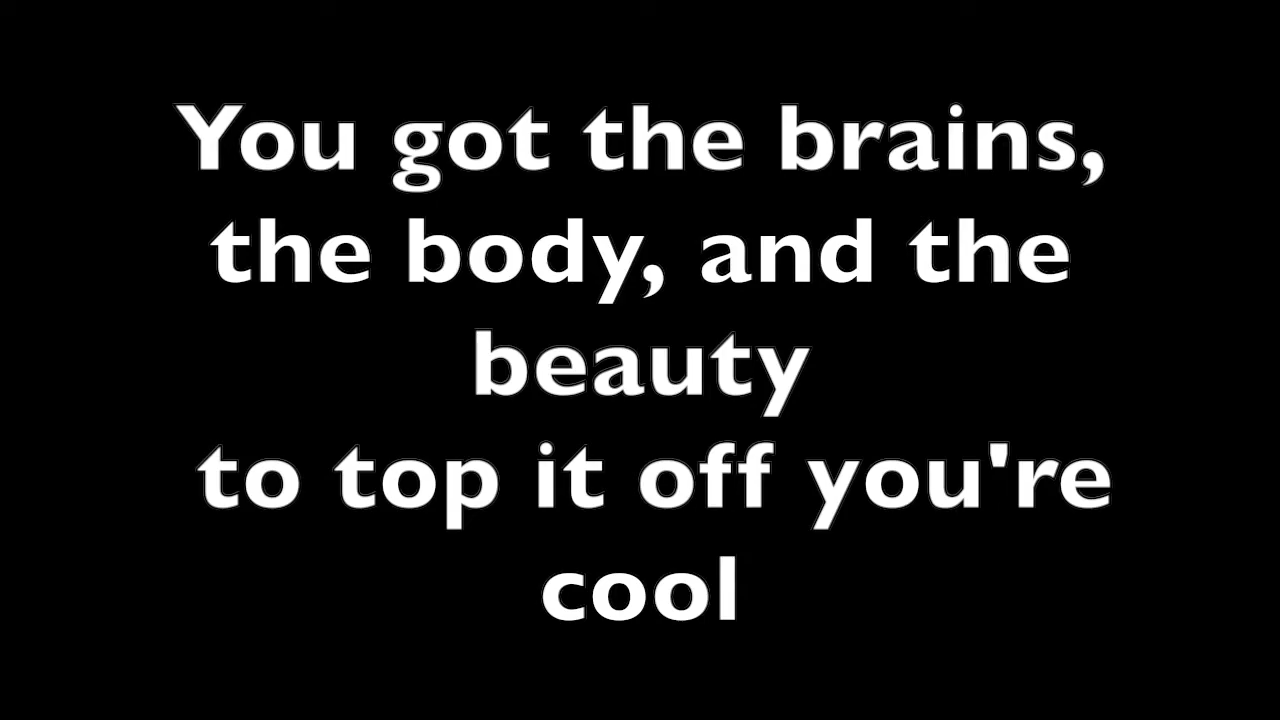 You got the brains,
the body, and the
beauty
to top it off you're
cool